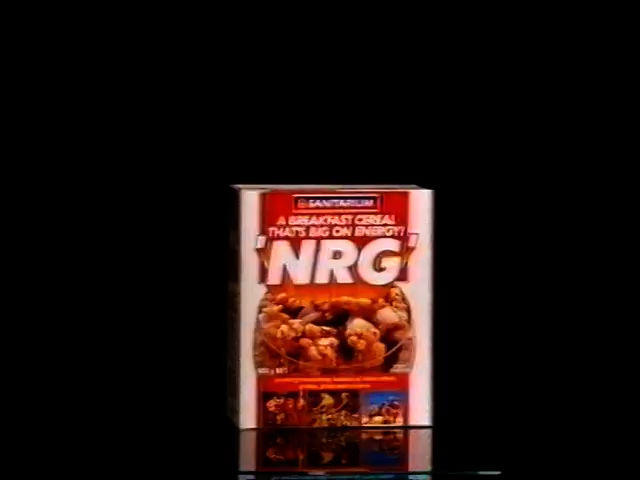 SANITARIUM
A BREAKFAST CEREAL
THAT'S BIG ON ENERGY!
'NRG'